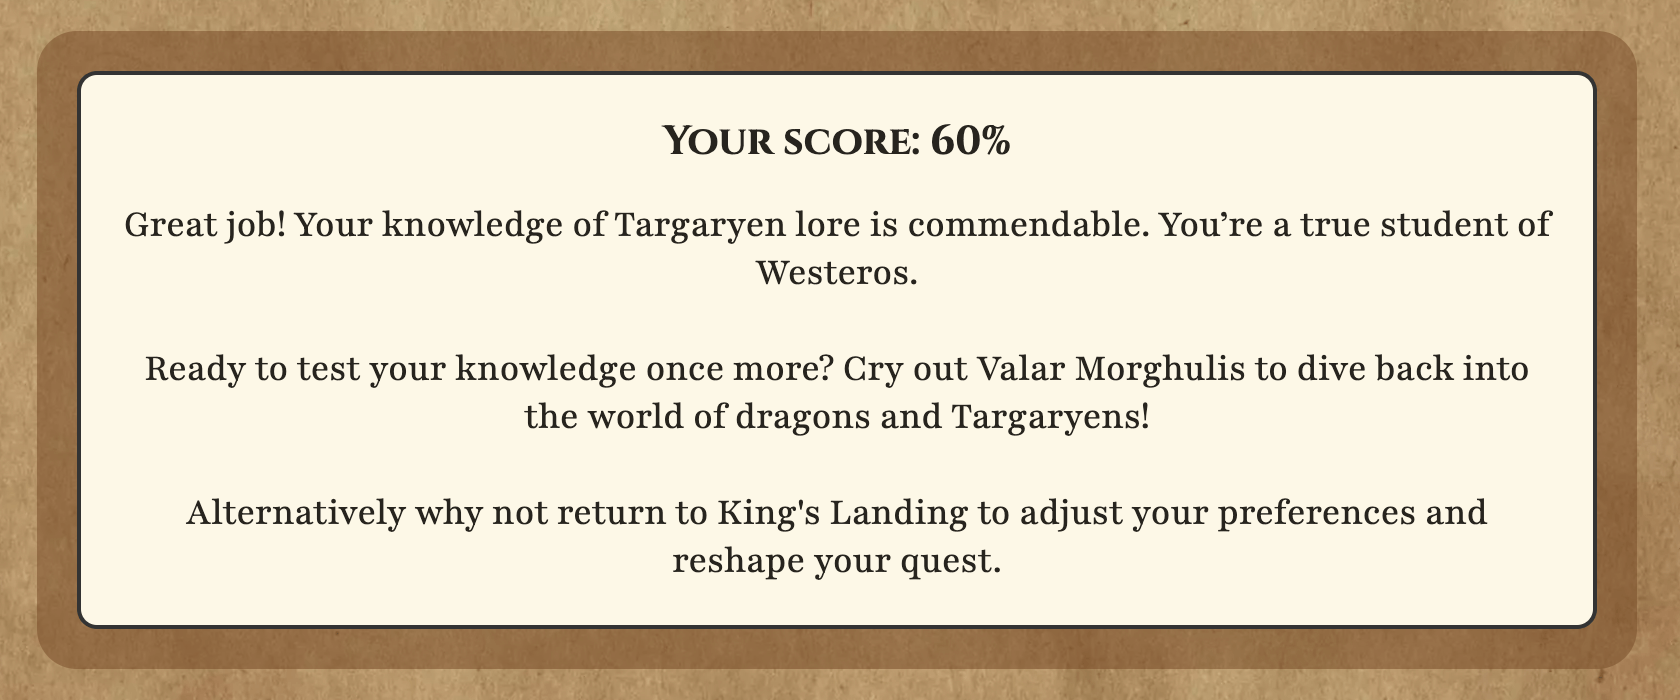 Your score: 60%
Great job! Your knowledge of Targaryen lore is commendable. You’re a true student of
Westeros.
Ready to test your knowledge once more? Cry out Valar Morghulis to dive back into
the world of dragons and Targaryens!
Alternatively why not return to King's Landing to adjust your preferences and
reshape your quest.